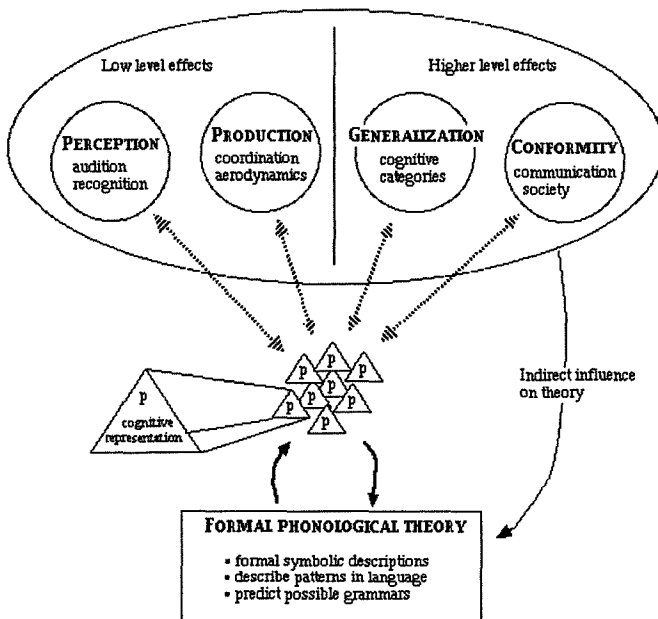 Low level effects
Higher level effects
PERCEPTION
audition
recognition
PRODUCTION
coordination
aerodynamics
GENERALIZATION
cognitive
categories
CONFORMITY
communication
society
p
p
p
p
p
p
p
p
p
cognitive
representation
Indirect influence
on theory
FORMAL PHONOLOGICAL THEORY
▪ formal symbolic descriptions
▪ describe patterns in language
▪ predict possible grammars